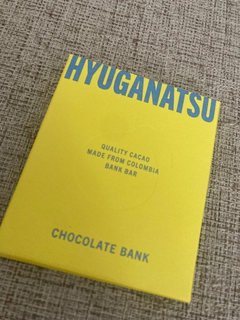 HYUGANATSU
QUALITY CACAO
MADE FROM COLOMBIA
BANK BAR
CHOCOLATE BANK